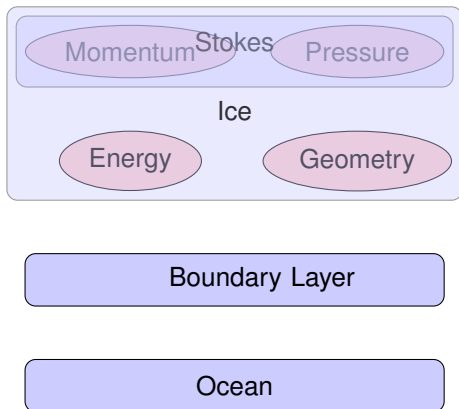 Momentum Stokes Pressure
Ice
Energy Geometry
Boundary Layer
Ocean